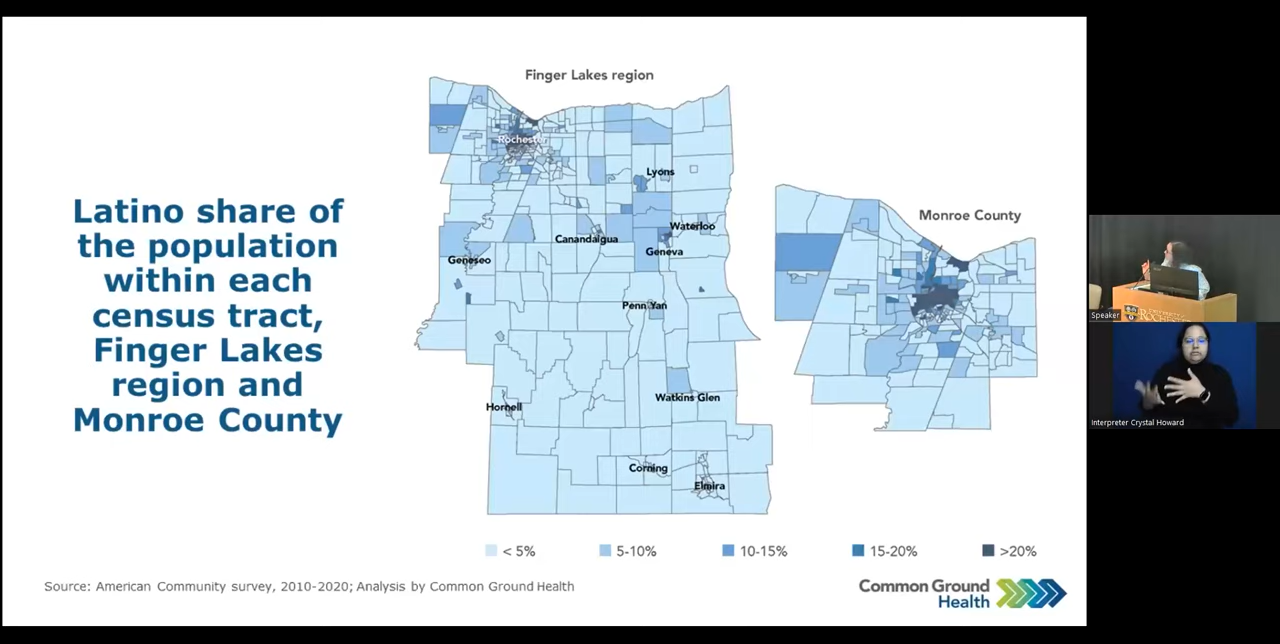 Latino share of
the population
within each
census tract,
Finger Lakes
region and
Monroe County
Finger Lakes region
Rochester
Lyons
Waterloo
Canandaigua
Geneva
Geneseo
Penn Yan
Watkins Glen
Hornell
Corning
Elmira
Monroe County
< 5%
5-10%
10-15%
15-20%
>20%
Source: American Community survey, 2010-2020; Analysis by Common Ground Health
Common Ground
Health
Speaker
ROCHESTER
Interpreter Crystal Howard